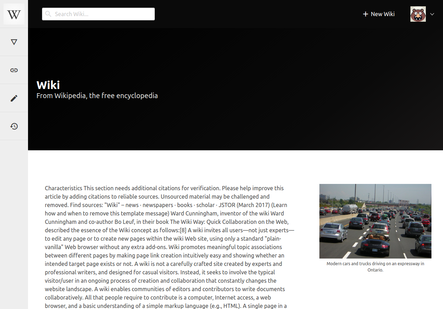 W
Search Wiki...
+ New Wiki
Wiki
From Wikipedia, the free encyclopedia
Characteristics This section needs additional citations for verification. Please help improve
this article by adding citations to reliable sources. Unsourced material may be challenged and
removed. Find sources: "Wiki" – news · newspapers · books · scholar · JSTOR (March 2017) (Learn
how and when to remove this template message) Ward Cunningham, inventor of the wiki Ward
Cunningham and co-author Bo Leuf, in their book The Wiki Way: Quick Collaboration on the Web,
described the essence of the Wiki concept as follows:[8] A wiki invites all users—not just experts—
to edit any page or to create new pages within the wiki Web site, using only a standard "plain-
vanilla" Web browser without any extra add-ons. Wiki promotes meaningful topic associations
between different pages by making page link creation intuitively easy and showing whether an
intended target page exists or not. A wiki is not a carefully crafted site created by experts and
professional writers, and designed for casual visitors. Instead, it seeks to involve the typical
visitor/user in an ongoing process of creation and collaboration that constantly changes the
website landscape. A wiki enables communities of editors and contributors to write documents
collaboratively. All that people require to contribute is a computer, Internet access, a web
browser, and a basic understanding of a simple markup language (e.g., HTML). A single page in a
Modern cars and trucks driving on an expressway in
Ontario.